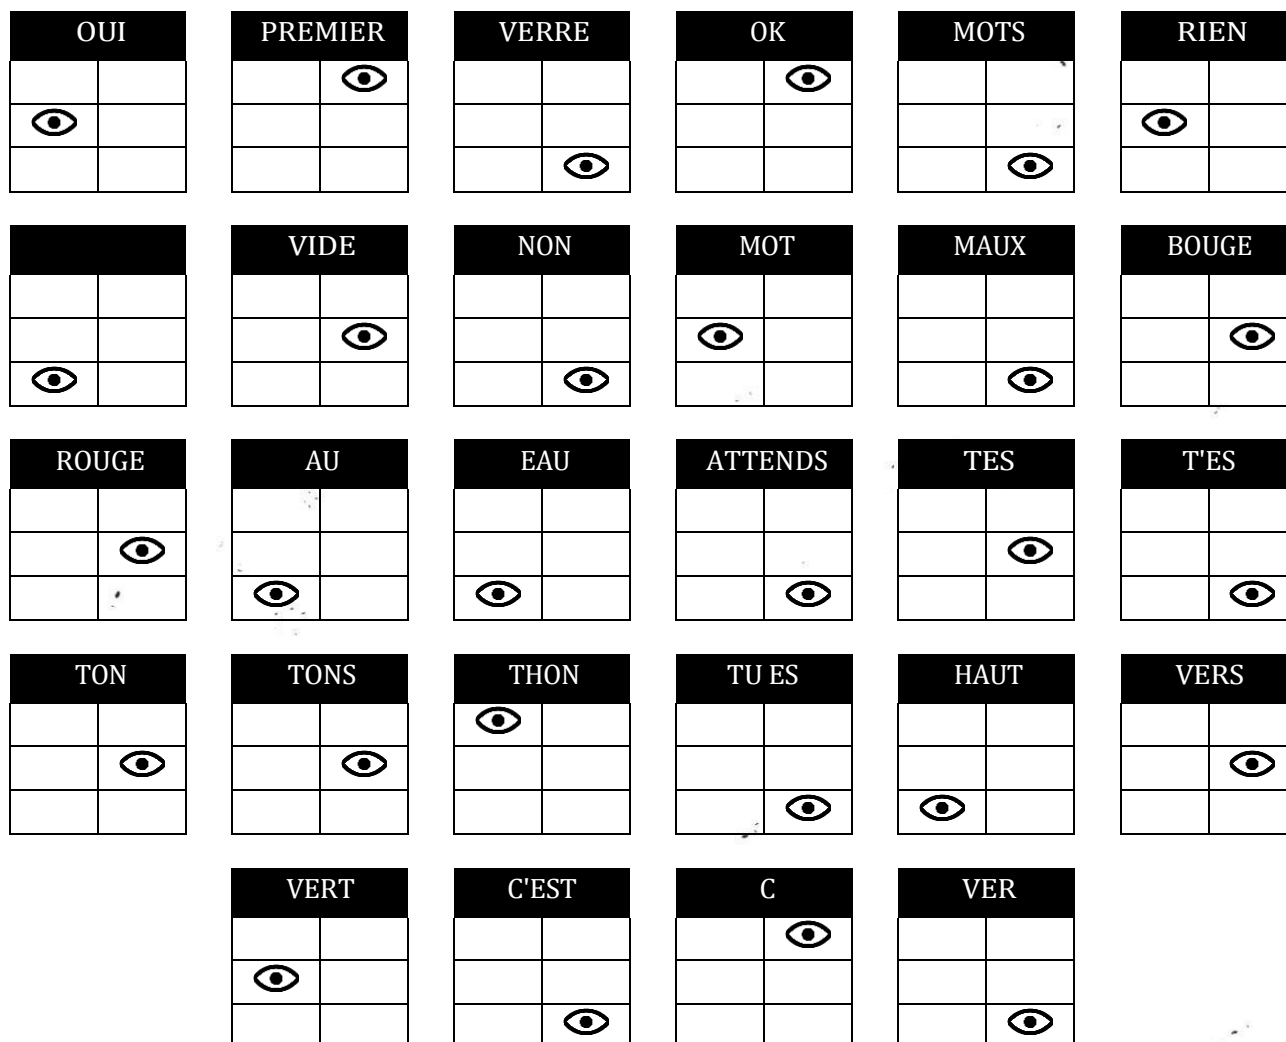 OUI PREMIER VERRE OK MOTS RIEN
VIDE NON MOT MAUX BOUGE
ROUGE AU EAU ATTENDS TES T'ES
TON TONS THON TU ES HAUT VERS
VERT C'EST C VER